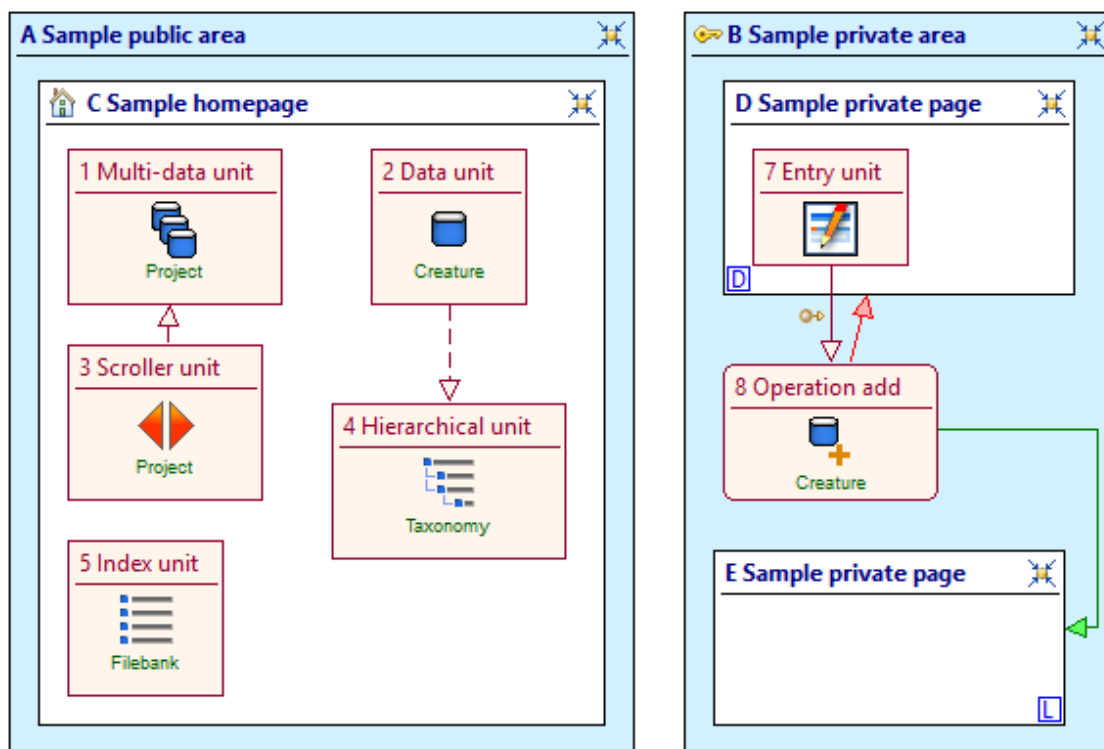 A Sample public area
C Sample homepage
1 Multi-data unit
Project
2 Data unit
Creature
3 Scroller unit
Project
4 Hierarchical unit
Taxonomy
5 Index unit
Filebank
B Sample private area
D Sample private page
7 Entry unit
D
8 Operation add
Creature
E Sample private page
L